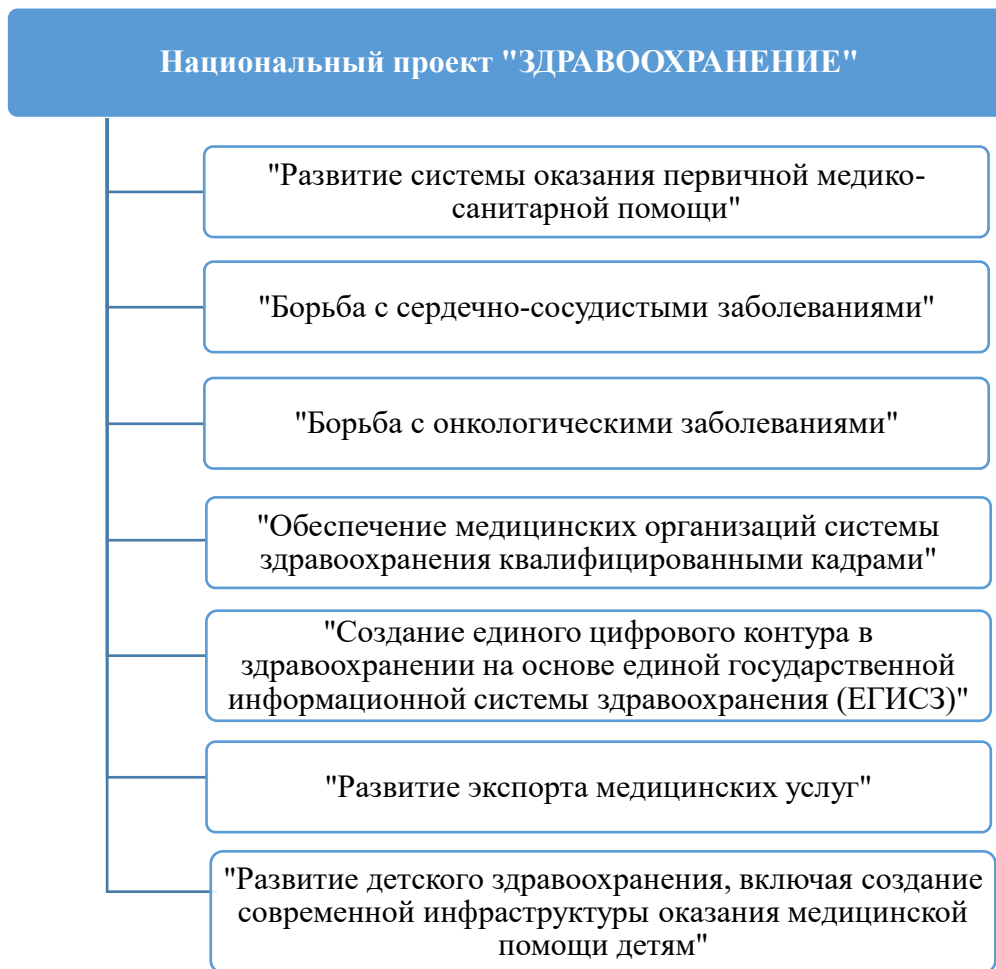 Национальный проект "ЗДРАВООХРАНЕНИЕ"
"Развитие системы оказания первичной медико-
санитарной помощи"
"Борьба с сердечно-сосудистыми заболеваниями"
"Борьба с онкологическими заболеваниями"
"Обеспечение медицинских организаций системы
здравоохранения квалифицированными кадрами"
"Создание единого цифрового контура в
здравоохранении на основе единой государственной
информационной системы здравоохранения (ЕГИСЗ)"
"Развитие экспорта медицинских услуг"
"Развитие детского здравоохранения, включая создание
современной инфраструктуры оказания медицинской
помощи детям"